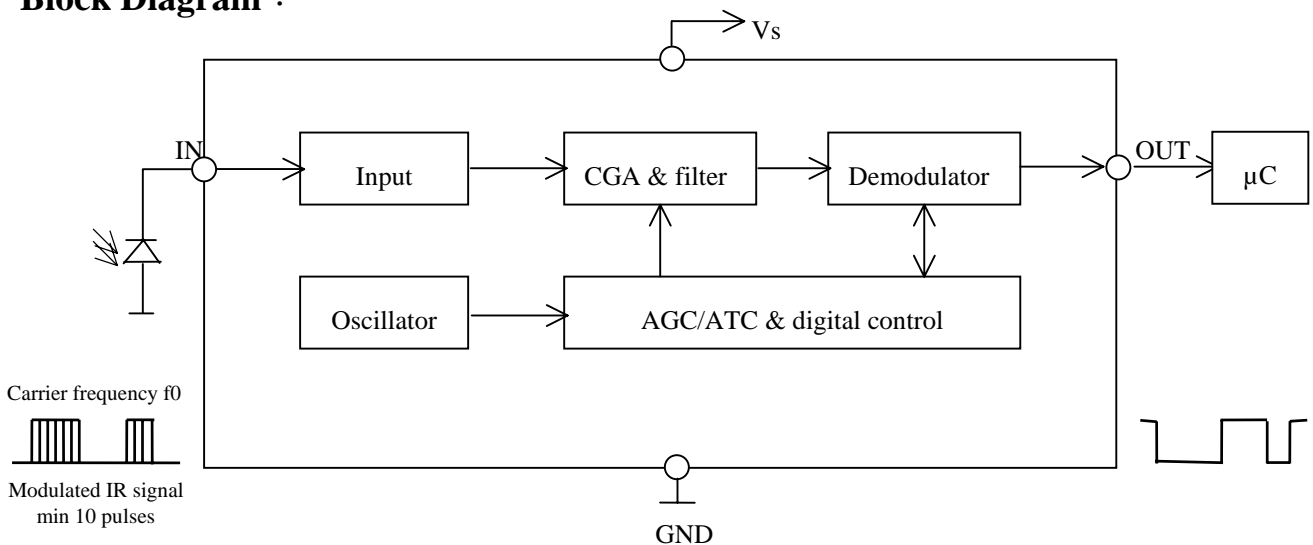 Block Diagram :
Vs
IN
Input
CGA & filter
Demodulator
OUT
µC
Oscillator
AGC/ATC & digital control
Carrier frequency f0
Modulated IR signal
min 10 pulses
GND